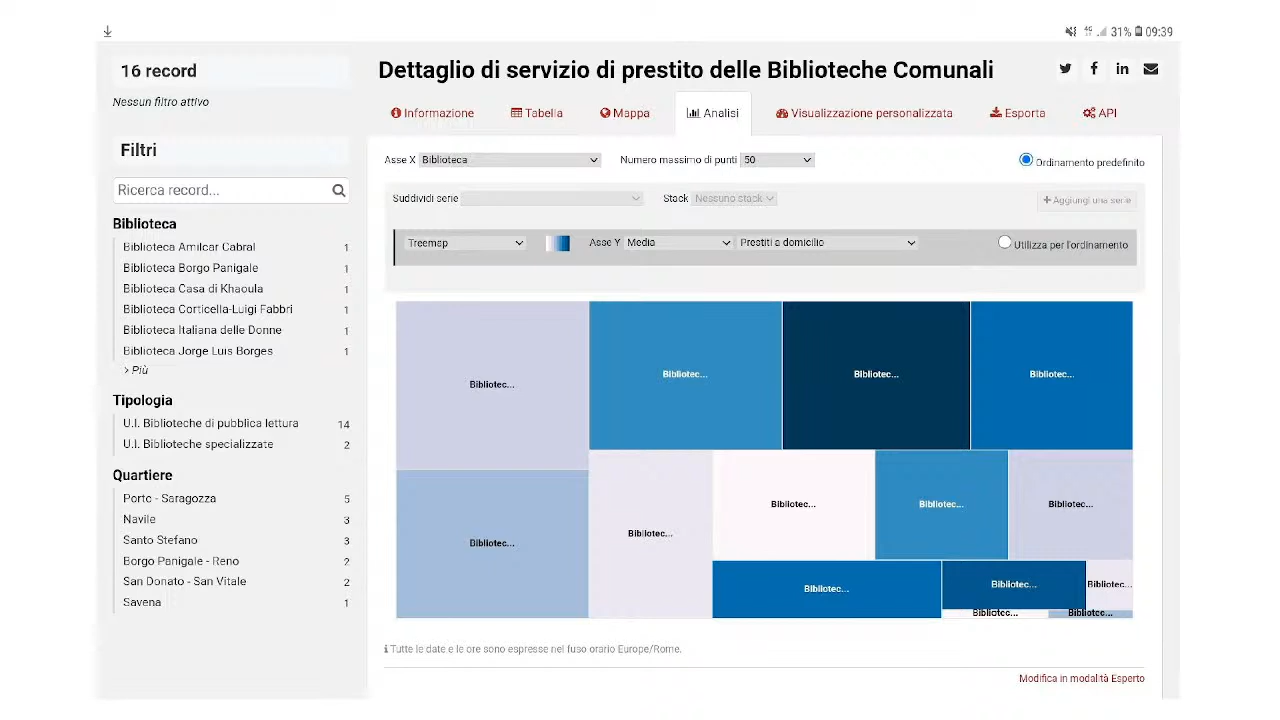 4G 31% 09:39
16 record
Nessun filtro attivo
Filtri
Ricerca record...
Biblioteca
Biblioteca Amilcar Cabral 1
Biblioteca Borgo Panigale 1
Biblioteca Casa di Khaoula 1
Biblioteca Corticella-Luigi Fabbri 1
Biblioteca Italiana delle Donne 1
Biblioteca Jorge Luis Borges 1
> Più
Tipologia
U.I. Biblioteche di pubblica lettura 14
U.I. Biblioteche specializzate 2
Quartiere
Porto - Saragozza 5
Navile 3
Santo Stefano 3
Borgo Panigale - Reno 2
San Donato - San Vitale 2
Savena 1
Dettaglio di servizio di prestito delle Biblioteche Comunali
Informazione Tabella Mappa Analisi Visualizzazione personalizzata Esporta API
Asse X Biblioteca Numero massimo di punti 50 Ordinamento predefinito
Suddividi serie Stack Nessuno stack + Aggiungi una serie
Treemap Asse Y Media Prestiti a domicilio Utilizza per l'ordinamento
Bibliotec...
Bibliotec...
Bibliotec...
Bibliotec...
Bibliotec...
Bibliotec...
Bibliotec...
Bibliotec...
Bibliotec...
Bibliotec...
Bibliotec...
Bibliotec...
Bibliotec...
Bibliotec...
Tutte le date e le ore sono espresse nel fuso orario Europe/Rome.
Modifica in modalità Esperto